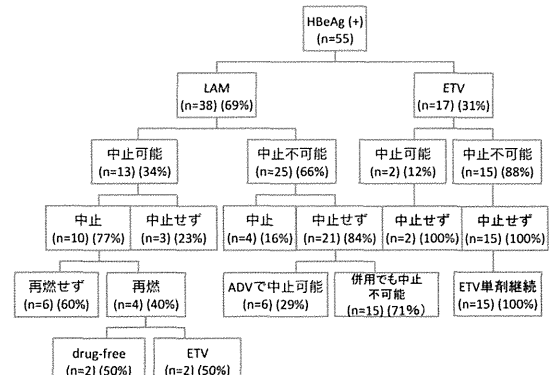 HBeAg (+)
(n=55)
LAM
(n=38) (69%)
ETV
(n=17) (31%)
中止可能
(n=13) (34%)
中止不可能
(n=25) (66%)
中止可能
(n=2) (12%)
中止不可能
(n=15) (88%)
中止
(n=10) (77%)
中止せず
(n=3) (23%)
中止
(n=4) (16%)
中止せず
(n=21) (84%)
中止せず
(n=2) (100%)
中止せず
(n=15) (100%)
再燃せず
(n=6) (60%)
再燃
(n=4) (40%)
ADVで中止可能
(n=6) (29%)
併用でも中止
不可能
(n=15) (71%)
ETV単剤継続
(n=15) (100%)
drug-free
(n=2) (50%)
ETV
(n=2) (50%)